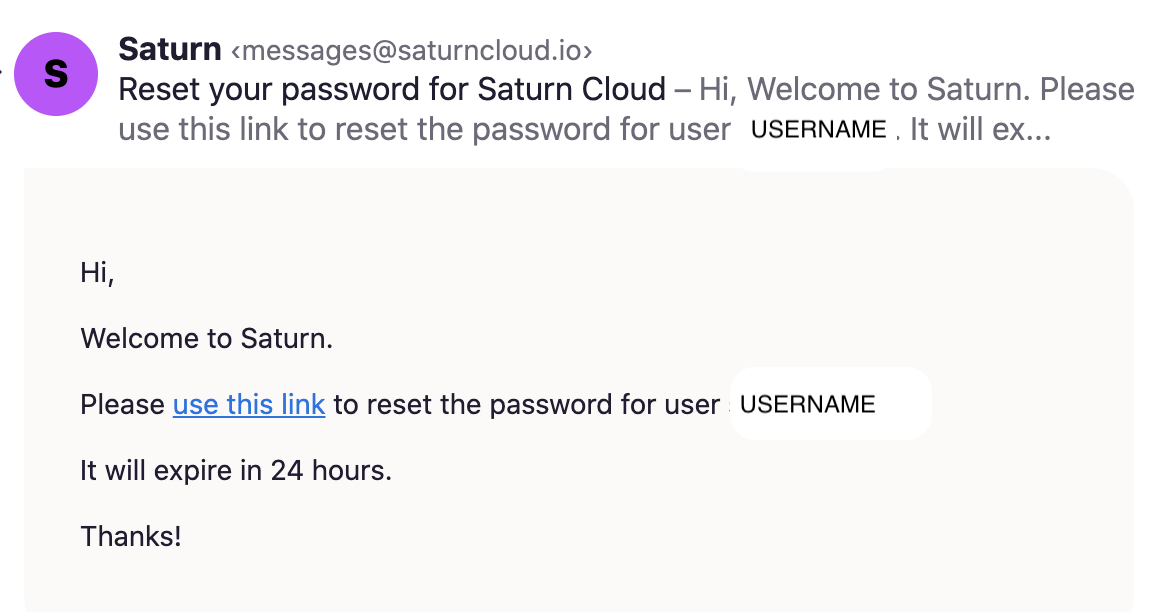 S
Saturn <messages@saturncloud.io>
Reset your password for Saturn Cloud – Hi, Welcome to Saturn. Please
use this link to reset the password for user USERNAME . It will ex...
Hi,
Welcome to Saturn.
Please use this link to reset the password for user USERNAME
It will expire in 24 hours.
Thanks!